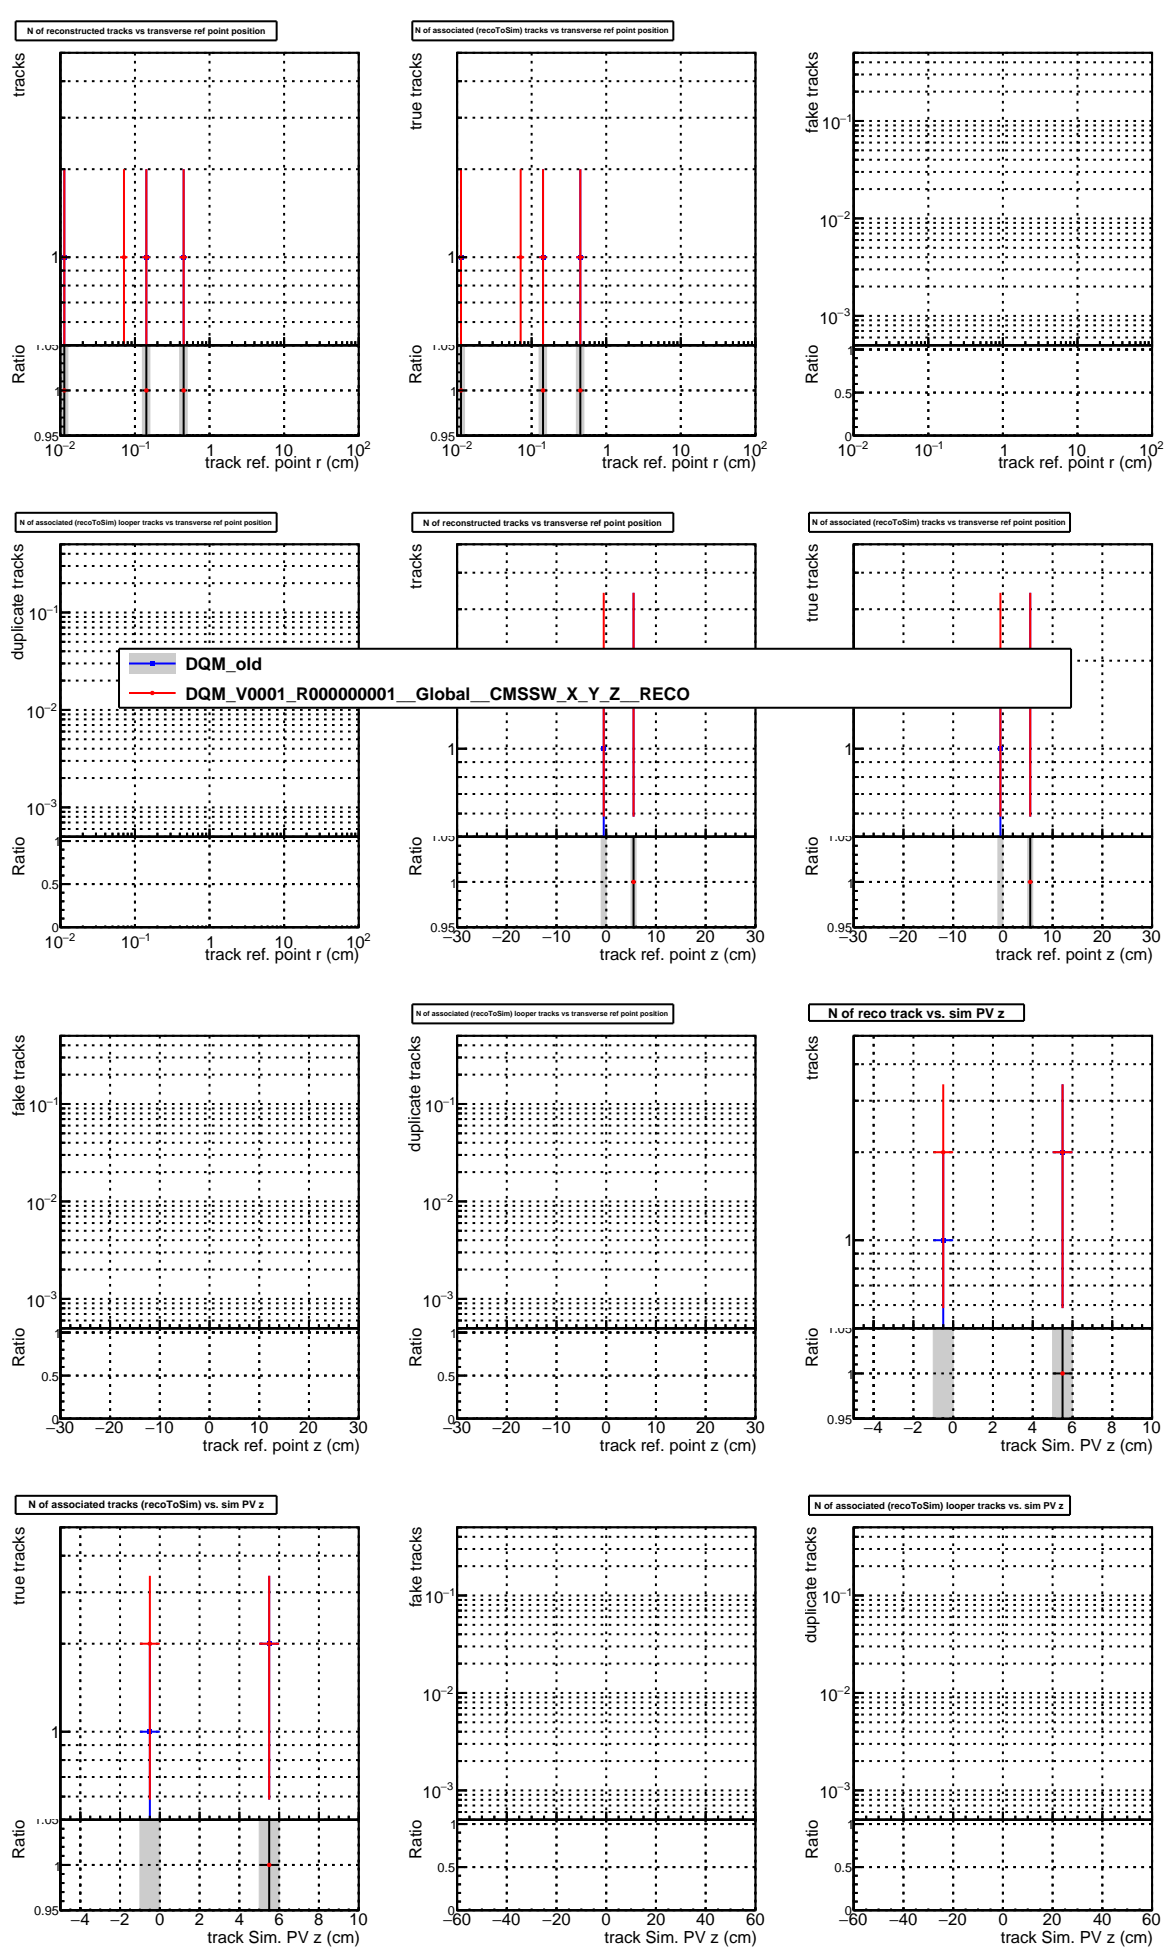 N of reconstructed tracks vs transverse ref point position
N of associated (recoToSim) tracks vs transverse ref point position
tracks
1
1.05
Ratio
1
0.95
10−2 10−1 1 10 102
track ref. point r (cm)
true tracks
1
1.05
Ratio
1
0.95
10−2 10−1 1 10 102
track ref. point r (cm)
fake tracks
10−1
10−2
10−3
Ratio
1
0.5
0
10−2 10−1 1 10 102
track ref. point r (cm)
N of associated (recoToSim) looper tracks vs transverse ref point position
N of reconstructed tracks vs transverse ref point position
N of associated (recoToSim) tracks vs transverse ref point position
duplicate tracks
10−1
10−2
10−3
Ratio
1
0.5
0
10−2 10−1 1 10 102
track ref. point r (cm)
tracks
1
1.05
Ratio
1
0.95
−30 −20 −10 0 10 20 30
track ref. point z (cm)
true tracks
1
1.05
Ratio
1
0.95
−30 −20 −10 0 10 20 30
track ref. point z (cm)
DQM_old
DQM_V0001_R000000001__Global__CMSSW_X_Y_Z__RECO
N of associated (recoToSim) looper tracks vs transverse ref point position
N of reco track vs. sim PV z
fake tracks
10−1
10−2
10−3
Ratio
1
0.5
0
−30 −20 −10 0 10 20 30
track ref. point z (cm)
duplicate tracks
10−1
10−2
10−3
Ratio
1
0.5
0
−30 −20 −10 0 10 20 30
track ref. point z (cm)
tracks
1
1.05
Ratio
1
0.95
−4 −2 0 2 4 6 8 10
track Sim. PV z (cm)
N of associated tracks (recoToSim) vs. sim PV z
N of associated (recoToSim) looper tracks vs. sim PV z
true tracks
1
1.05
Ratio
1
0.95
−4 −2 0 2 4 6 8 10
track Sim. PV z (cm)
fake tracks
10−1
10−2
10−3
Ratio
1
0.5
0
−60 −40 −20 0 20 40 60
track Sim. PV z (cm)
duplicate tracks
10−1
10−2
10−3
Ratio
1
0.5
0
−60 −40 −20 0 20 40 60
track Sim. PV z (cm)